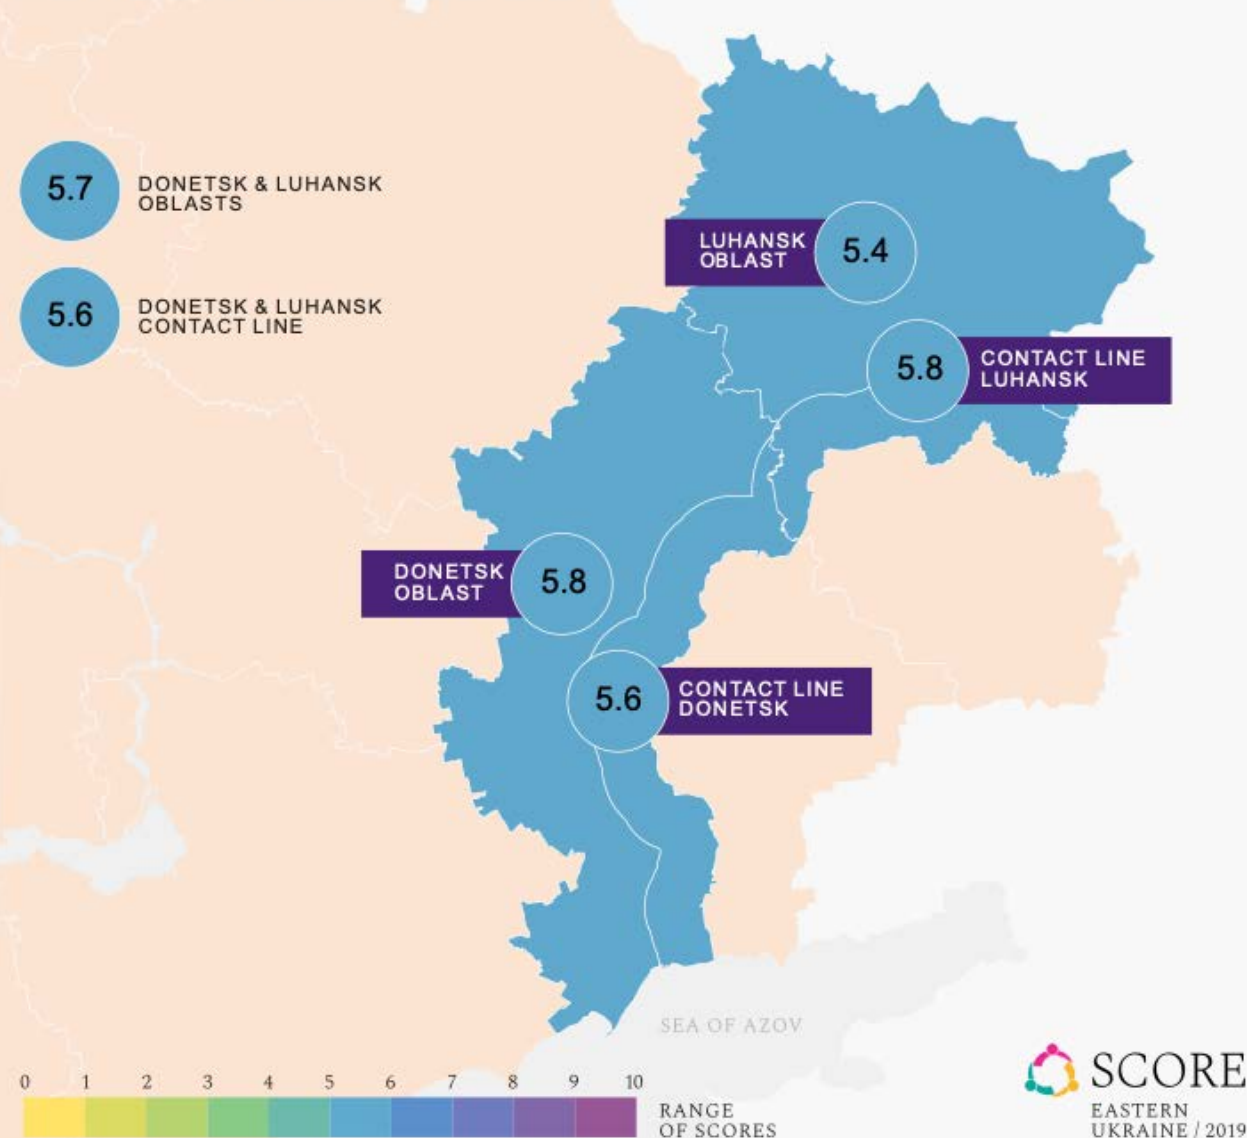 5.7
DONETSK & LUHANSK
OBLASTS
5.6
DONETSK & LUHANSK
CONTACT LINE
LUHANSK
OBLAST
5.4
5.8
CONTACT LINE
LUHANSK
DONETSK
OBLAST
5.8
5.6
CONTACT LINE
DONETSK
SEA OF AZOV
0 1 2 3 4 5 6 7 8 9 10
RANGE
OF SCORES
SCORE
EASTERN
UKRAINE / 2019